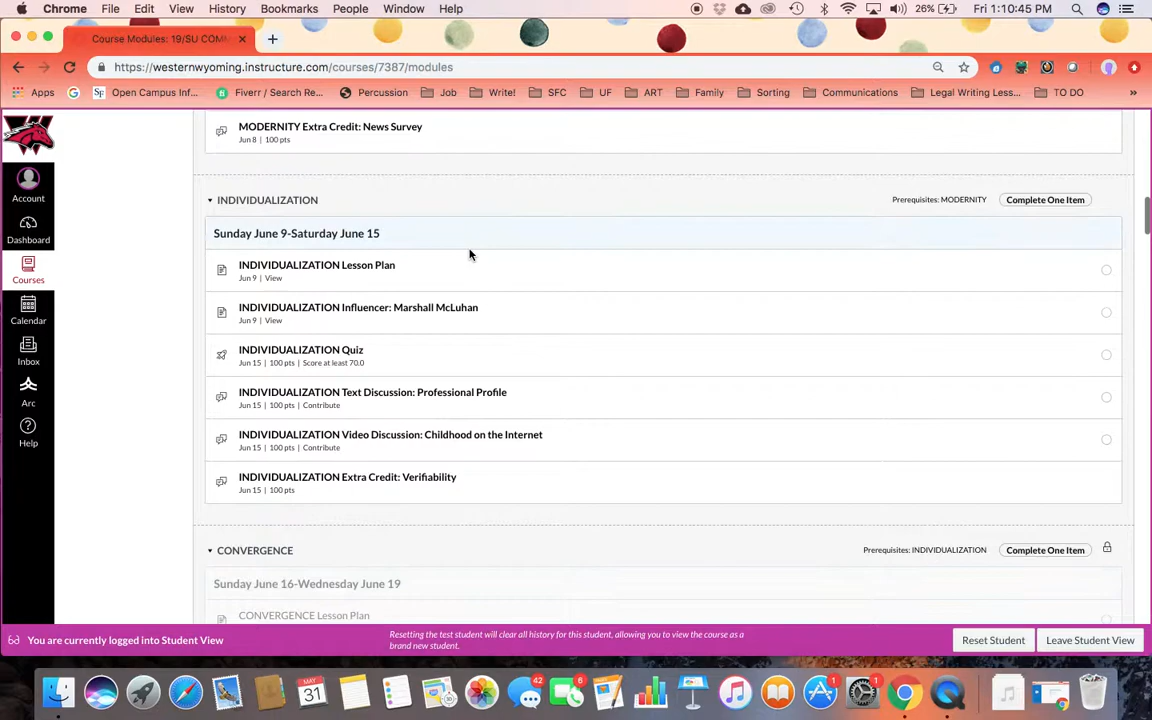 Chrome File Edit View History Bookmarks People Window Help 26% Fri 1:10:45 PM
Course Modules: 19/SU COMM
https://westernwyoming.instructure.com/courses/7387/modules
Apps Open Campus Inf... Fiverr / Search Re... Percussion Job Write! SFC UF ART Family Sorting Communications Legal Writing Less... TO DO »
MODERNITY Extra Credit: News Survey
Jun 8 | 100 pts
INDIVIDUALIZATION Prerequisites: MODERNITY Complete One Item
Sunday June 9-Saturday June 15
INDIVIDUALIZATION Lesson Plan
Jun 9 | View
INDIVIDUALIZATION Influencer: Marshall McLuhan
Jun 9 | View
INDIVIDUALIZATION Quiz
Jun 15 | 100 pts | Score at least 70.0
INDIVIDUALIZATION Text Discussion: Professional Profile
Jun 15 | 100 pts | Contribute
INDIVIDUALIZATION Video Discussion: Childhood on the Internet
Jun 15 | 100 pts | Contribute
INDIVIDUALIZATION Extra Credit: Verifiability
Jun 15 | 100 pts
CONVERGENCE Prerequisites: INDIVIDUALIZATION Complete One Item
Sunday June 16-Wednesday June 19
CONVERGENCE Lesson Plan
Account
Dashboard
Courses
Calendar
Inbox
Arc
Help
You are currently logged into Student View
Resetting the test student will clear all history for this student, allowing you to view the course as a
brand new student.
Reset Student
Leave Student View
MAY
31
42
6
1
1